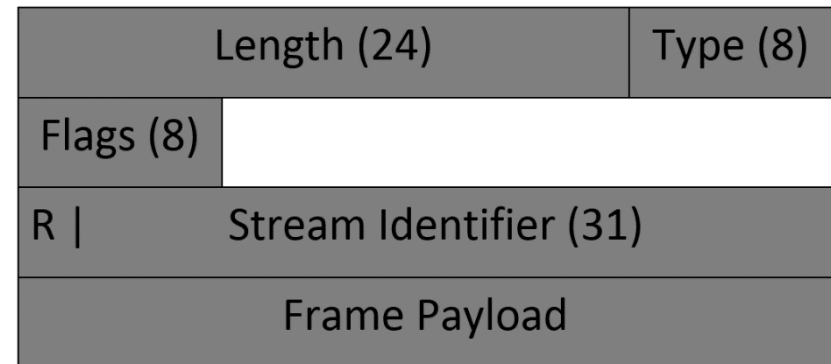 Length (24) Type (8)
Flags (8)
R | Stream Identifier (31)
Frame Payload